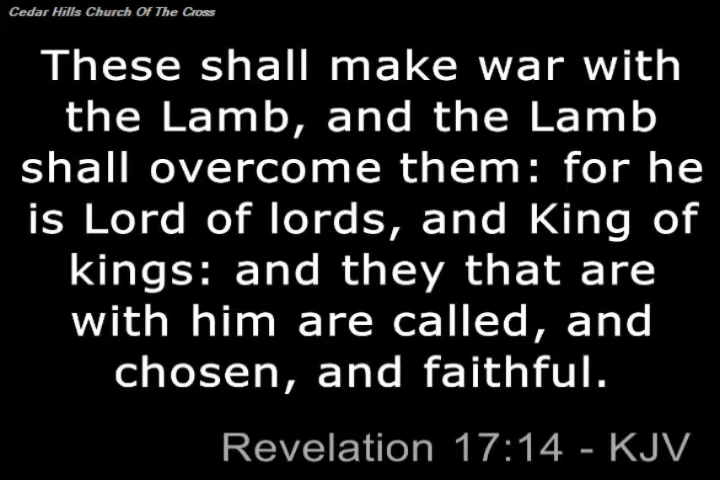 Cedar Hills Church Of The Cross
These shall make war with
the Lamb, and the Lamb
shall overcome them: for he
is Lord of lords, and King of
kings: and they that are
with him are called, and
chosen, and faithful.
Revelation 17:14 - KJV